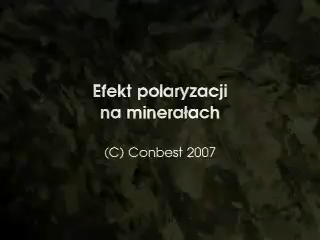 Efekt polaryzacji
na minerałach
(C) Conbest 2007